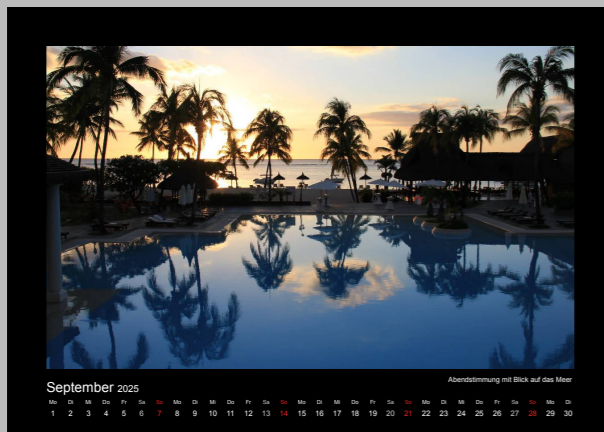 Abendstimmung mit Blick auf das Meer
September 2025
Mo Di Mi Do Fr Sa So Mo Di Mi Do Fr Sa So Mo Di Mi Do Fr Sa So Mo Di Mi Do Fr Sa So Mo Di
1 2 3 4 5 6 7 8 9 10 11 12 13 14 15 16 17 18 19 20 21 22 23 24 25 26 27 28 29 30